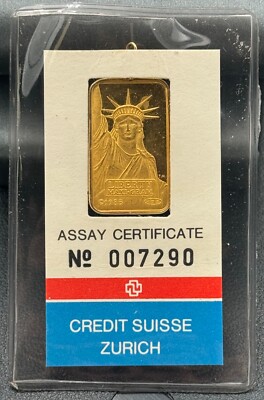 ASSAY CERTIFICATE
Nº 007290
CREDIT SUISSE
ZURICH